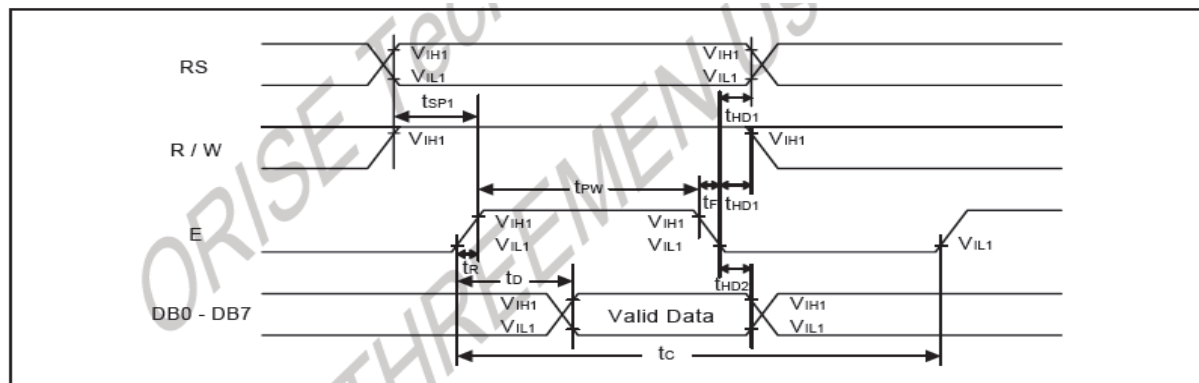 ORISE Tech
THREEMEN Us
RS
VIH1
VIL1
VIH1
VIL1
tSP1
tHD1
R / W
VIH1
VIH1
tPW
tF
tHD1
E
VIH1
VIL1
VIH1
VIL1
VIL1
tR
tD
tHD2
DB0 - DB7
VIH1
VIL1
Valid Data
VIH1
VIL1
tC